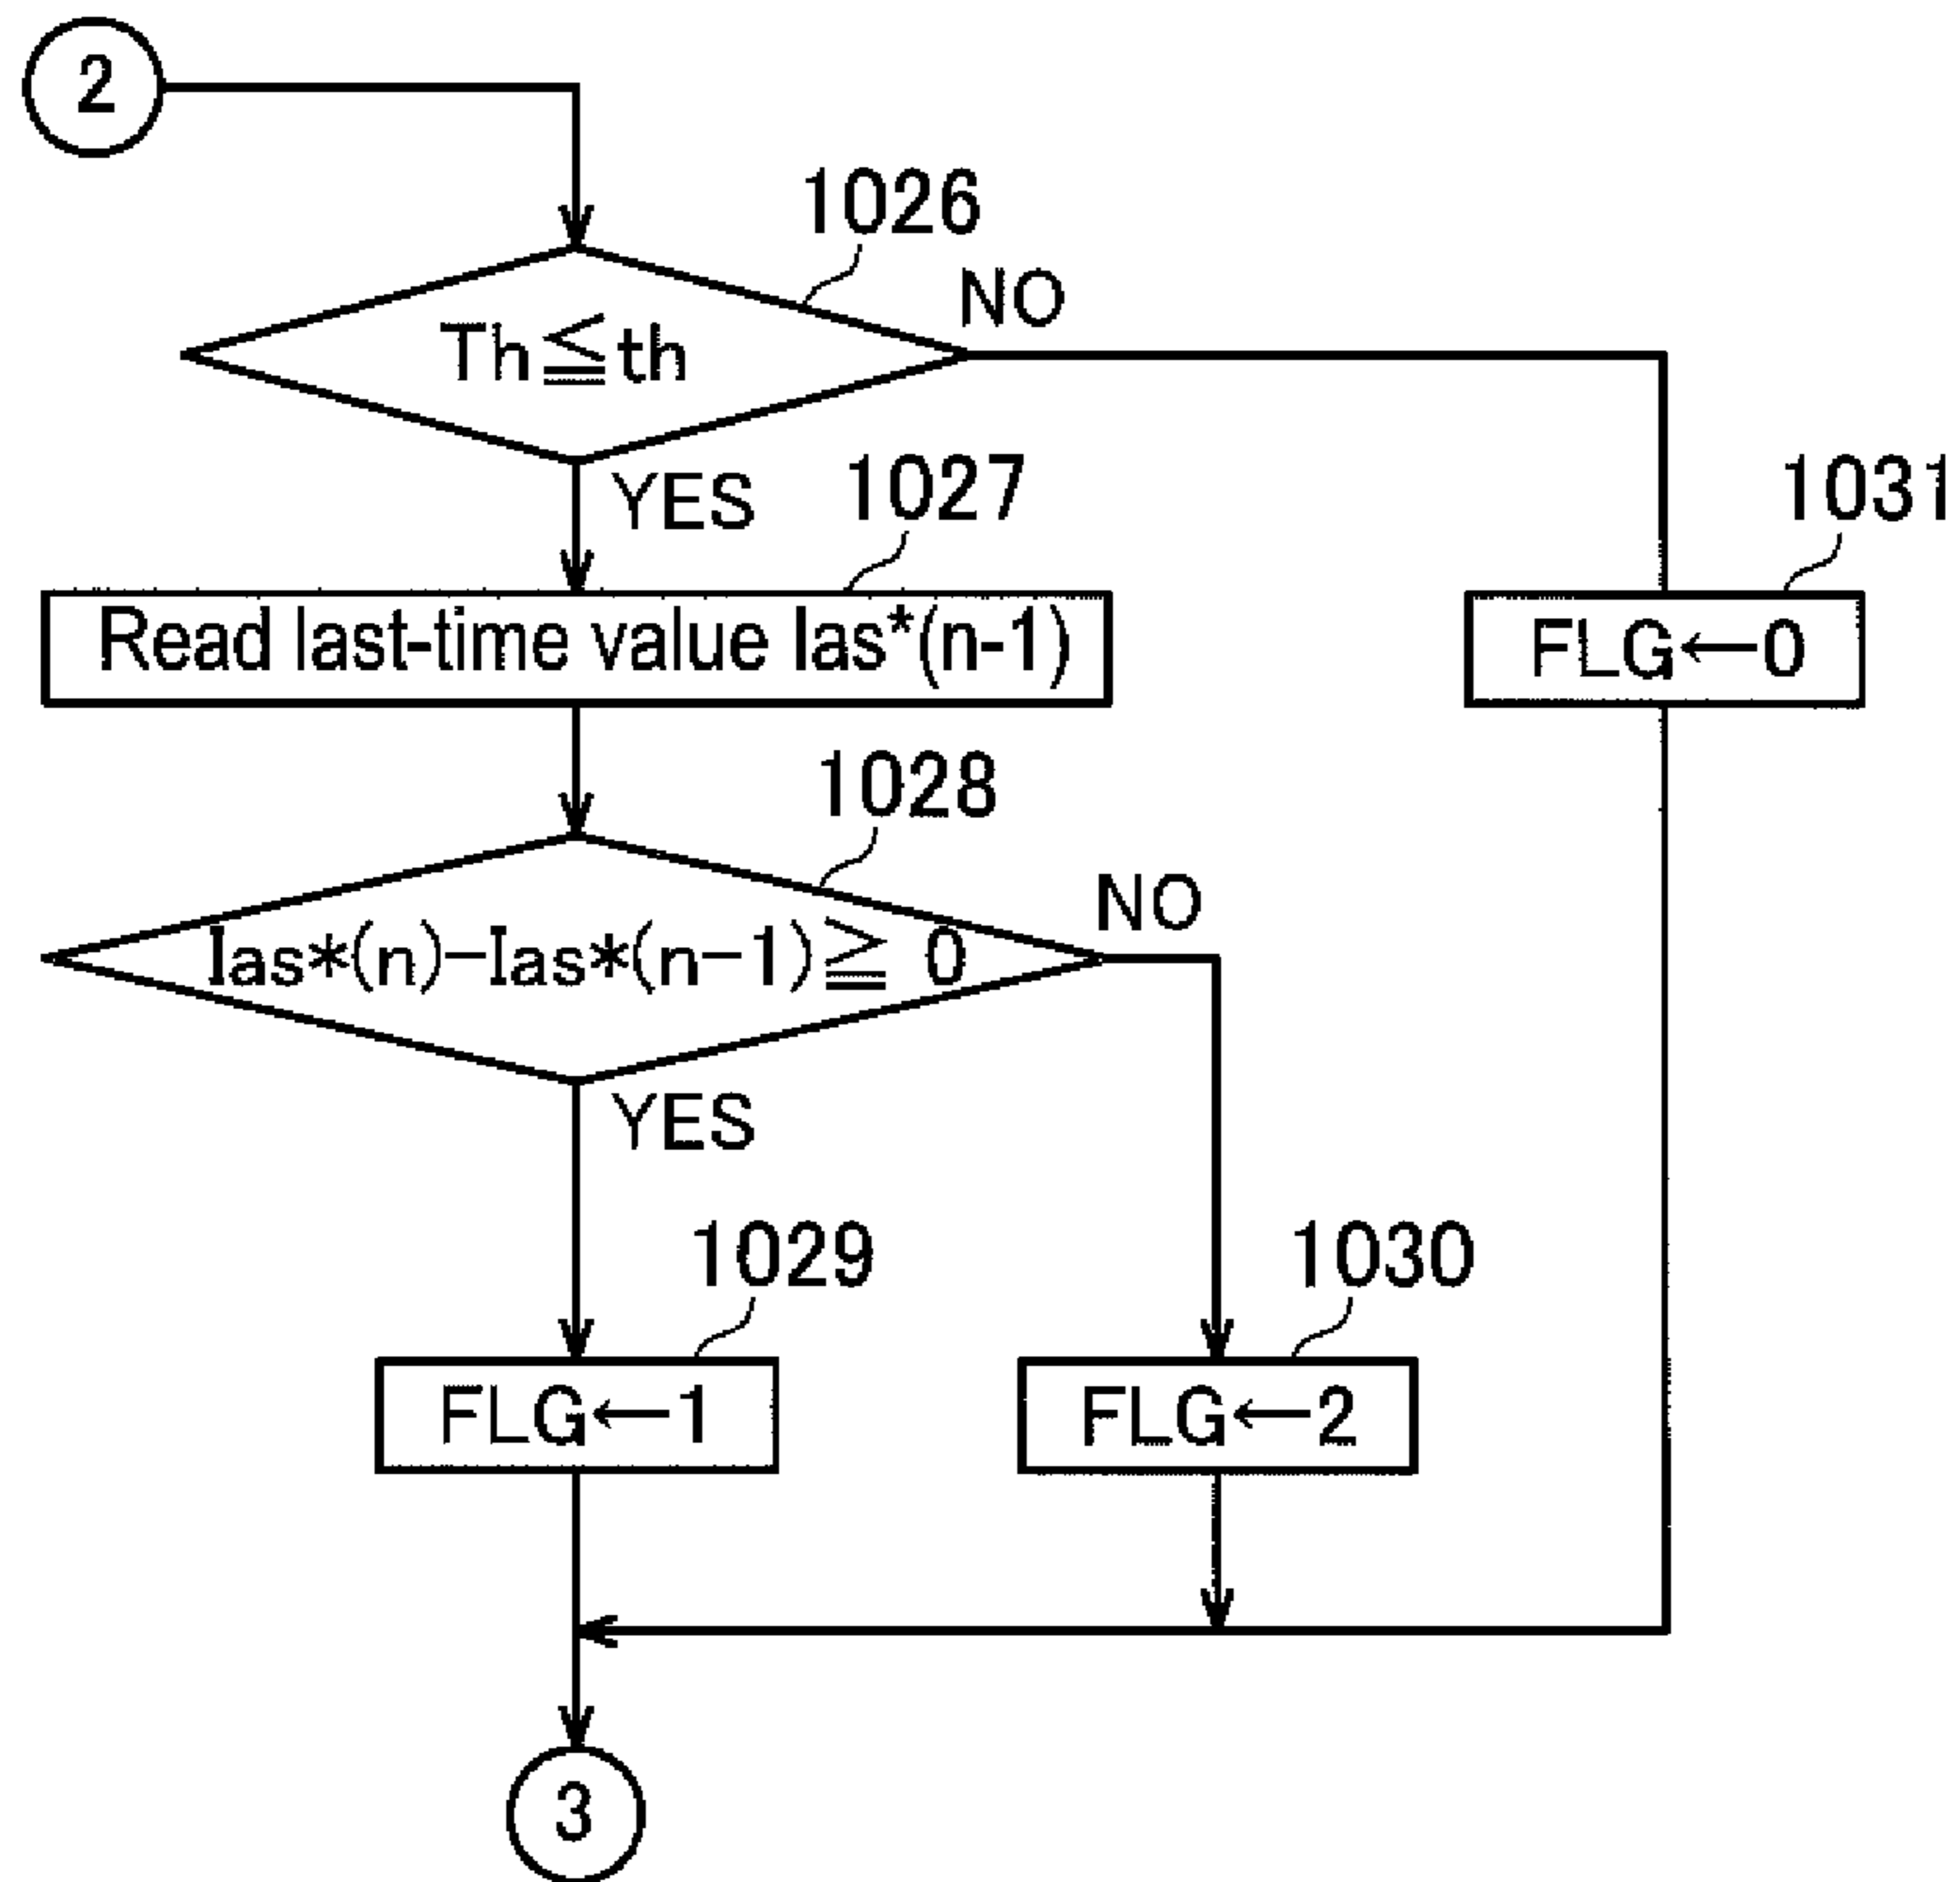 2
1026
Th≦th
NO
YES
1027
1031
Read last-time value Ias*(n-1)
FLG←0
1028
Ias*(n)-Ias*(n-1)≧ 0
NO
YES
1029
1030
FLG←1
FLG←2
3